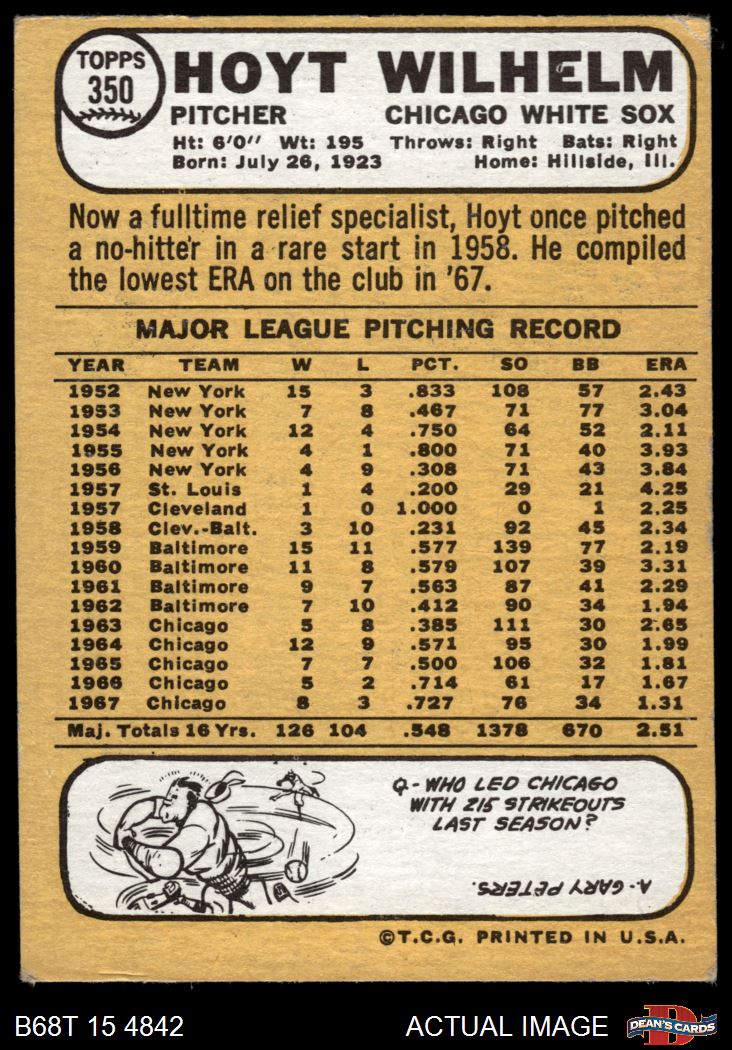 TOPPS
350
HOYT WILHELM
PITCHER CHICAGO WHITE SOX
Ht: 6'0" Wt: 195 Throws: Right Bats: Right
Born: July 26, 1923 Home: Hillside, Ill.
Now a fulltime relief specialist, Hoyt once pitched
a no-hitter in a rare start in 1958. He compiled
the lowest ERA on the club in '67.
MAJOR LEAGUE PITCHING RECORD
YEAR TEAM W L PCT. SO BB ERA
1952 New York 15 3 .833 108 57 2.43
1953 New York 7 8 .467 71 77 3.04
1954 New York 12 4 .750 64 52 2.11
1955 New York 4 1 .800 71 40 3.93
1956 New York 4 9 .308 71 43 3.84
1957 St. Louis 1 4 .200 29 21 4.25
1957 Cleveland 1 0 1.000 0 1 2.25
1958 Clev.-Balt. 3 10 .231 92 45 2.34
1959 Baltimore 15 11 .577 139 77 2.19
1960 Baltimore 11 8 .579 107 39 3.31
1961 Baltimore 9 7 .563 87 41 2.29
1962 Baltimore 7 10 .412 90 34 1.94
1963 Chicago 5 8 .385 111 30 2.65
1964 Chicago 12 9 .571 95 30 1.99
1965 Chicago 7 7 .500 106 32 1.81
1966 Chicago 5 2 .714 61 17 1.67
1967 Chicago 8 3 .727 76 34 1.31
Maj. Totals 16 Yrs. 126 104 .548 1378 670 2.51
Q- WHO LED CHICAGO
WITH 215 STRIKEOUTS
LAST SEASON?
A- GARY PETERS.
©T.C.G. PRINTED IN U.S.A.
B68T 15 4842 ACTUAL IMAGE D DEAN'S CARDS